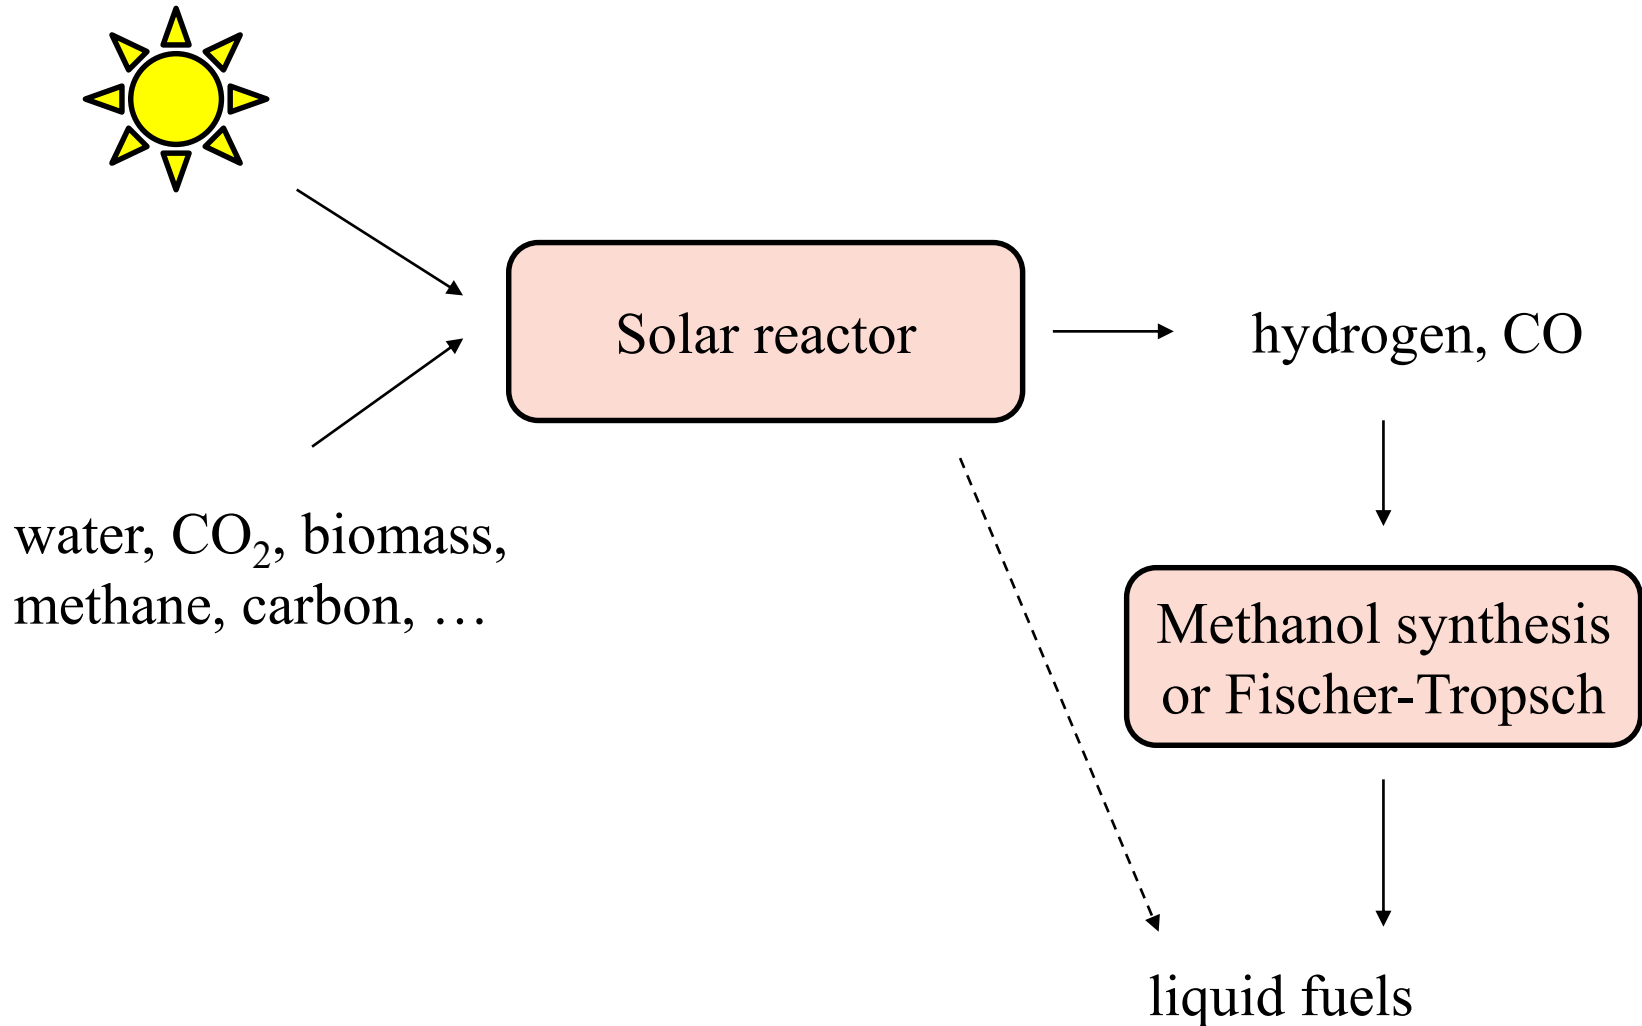 Solar reactor
hydrogen, CO
water, CO₂, biomass,
methane, carbon, …
Methanol synthesis
or Fischer-Tropsch
liquid fuels